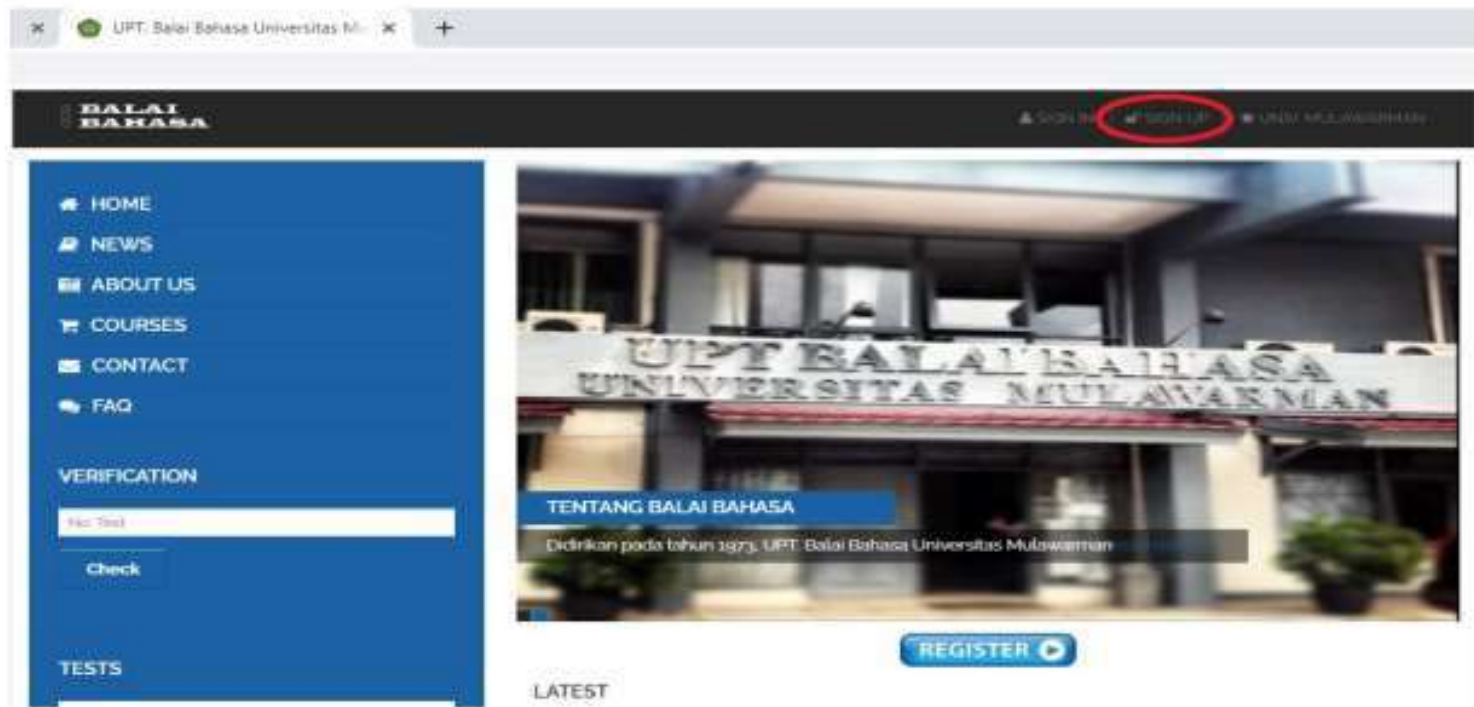 UPT. Balai Bahasa Universitas M
BALAI
BAHASA
SIGN IN
SIGN UP
UNIV MULAWARMAN
HOME
NEWS
ABOUT US
COURSES
CONTACT
FAQ
VERIFICATION
No Test
Check
TESTS
UPT BALAI BAHASA
UNIVERSITAS MULAWARMAN
TENTANG BALAI BAHASA
Didirikan pada tahun 1973, UPT. Balai Bahasa Universitas Mulawarman
REGISTER
LATEST